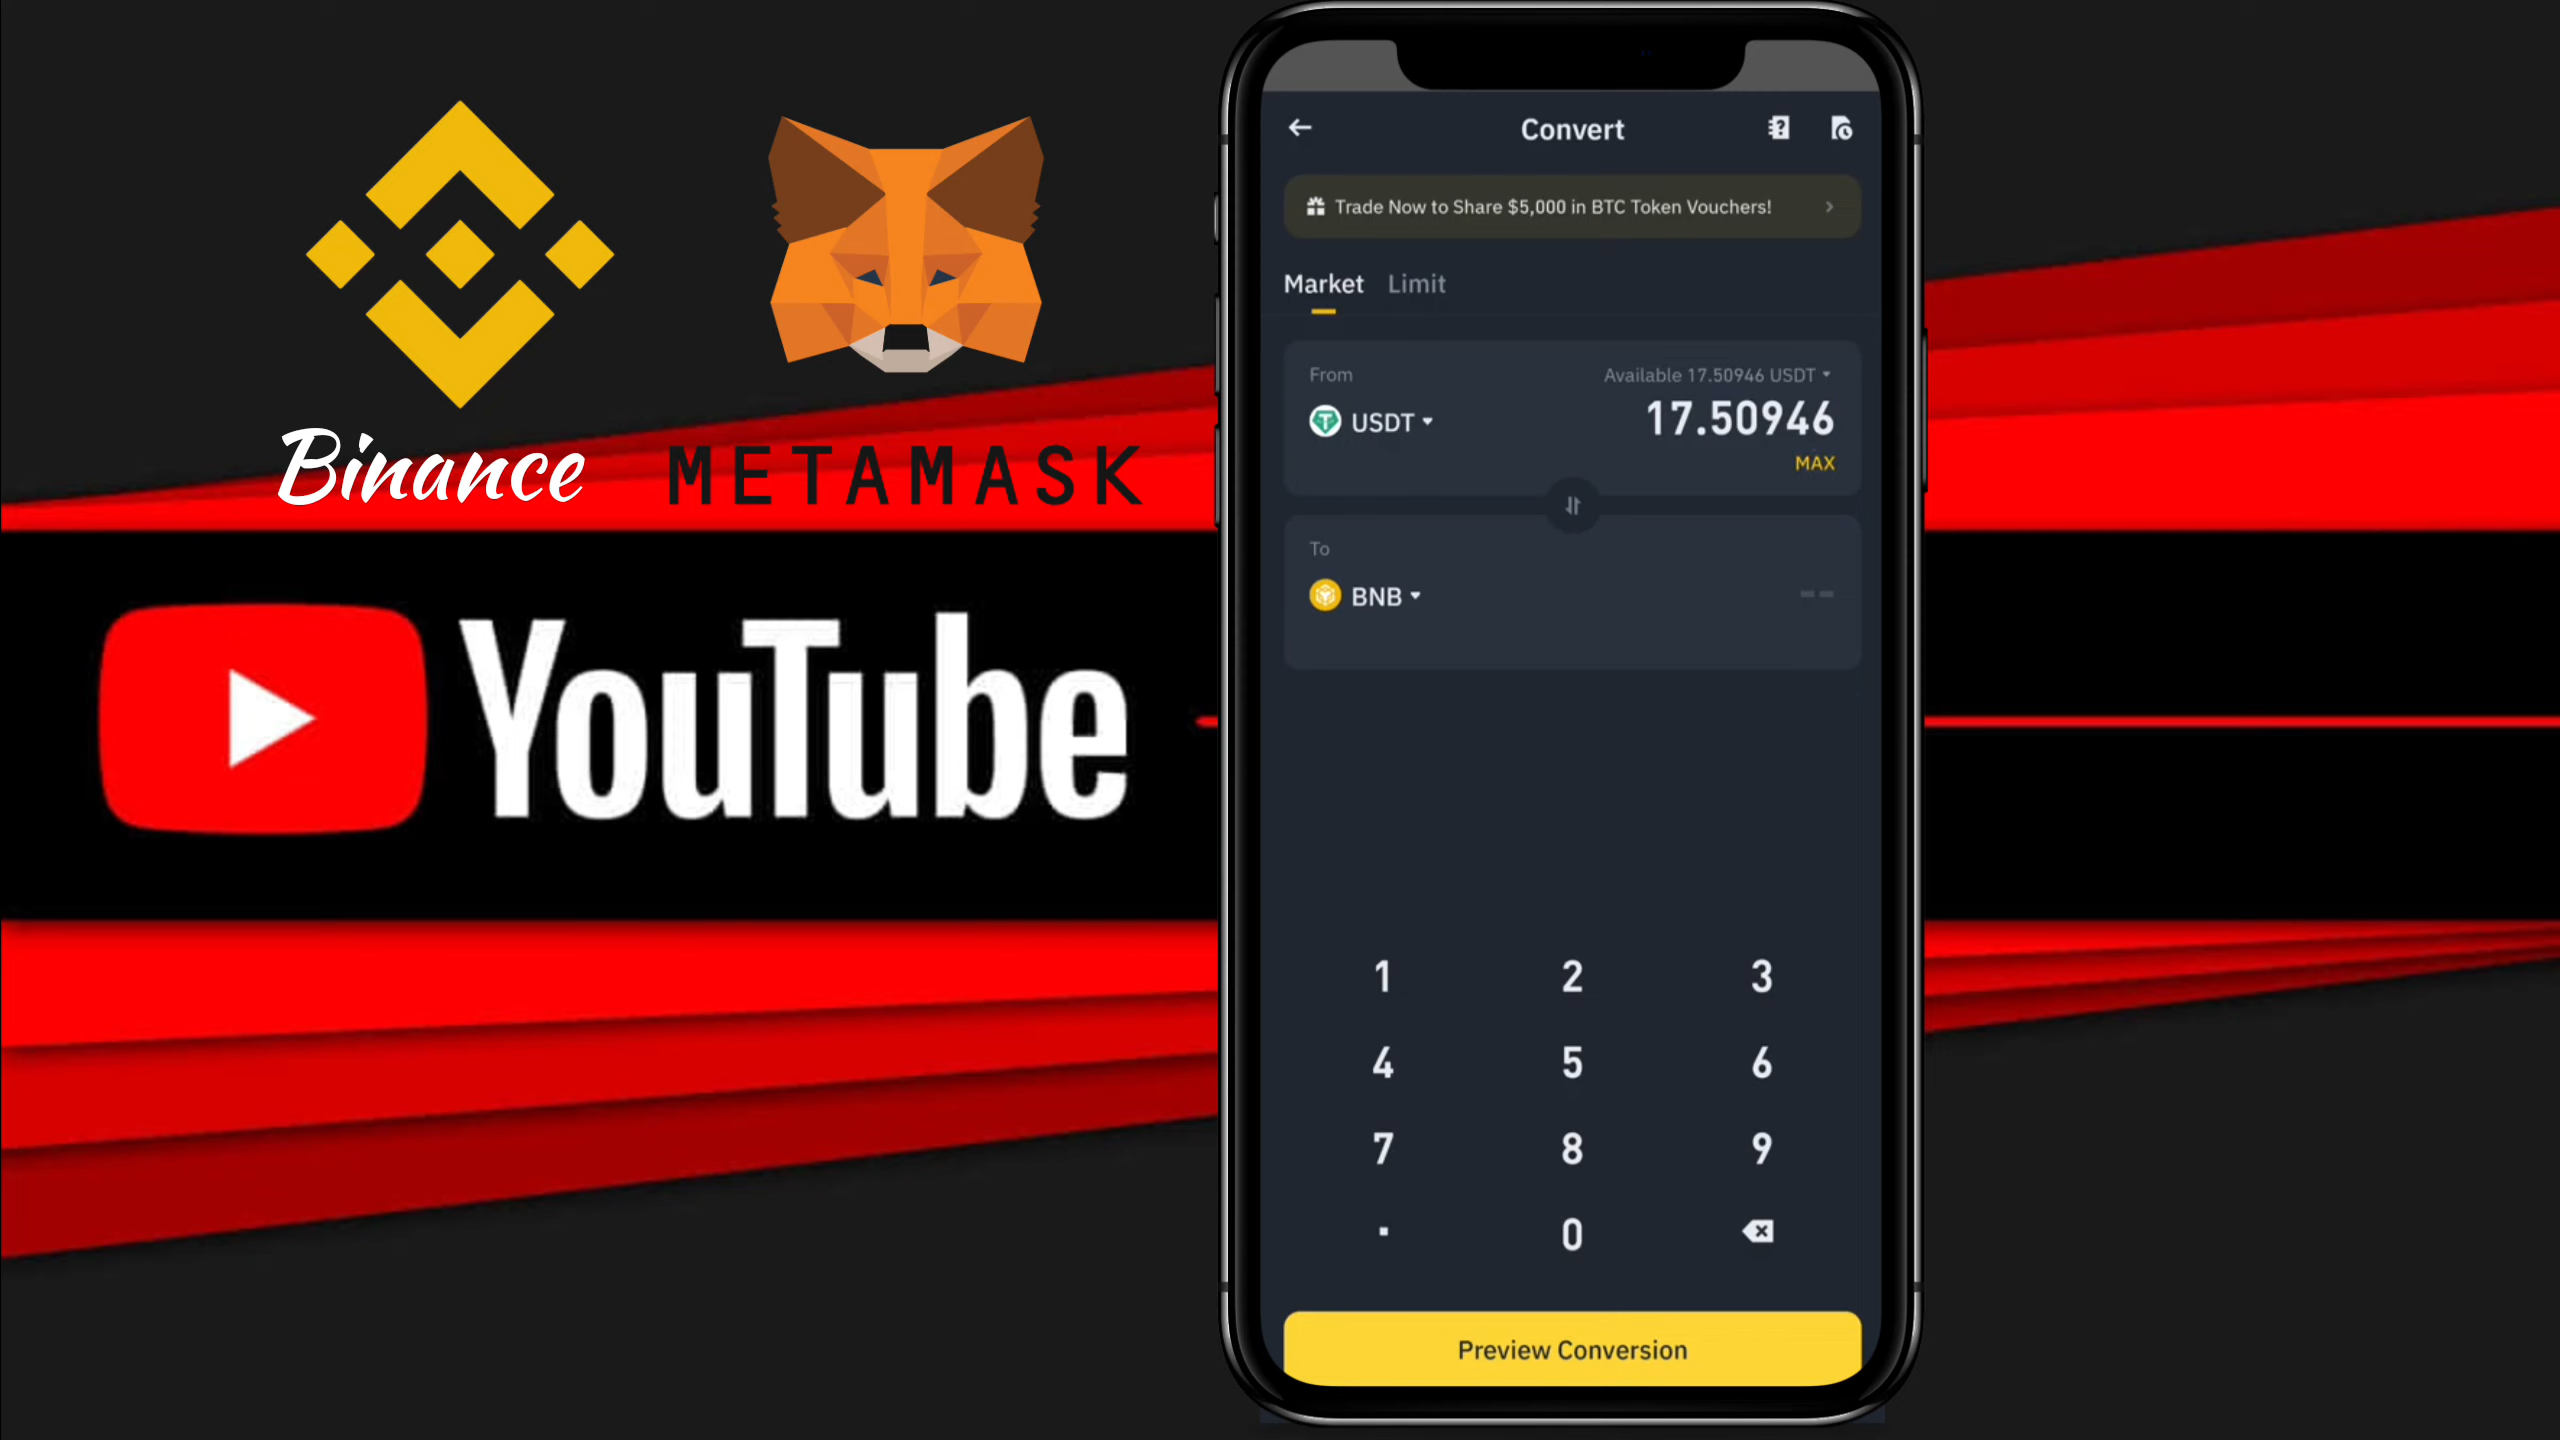 Binance
METAMASK
YouTube
Convert
Trade Now to Share $5,000 in BTC Token Vouchers!
Market Limit
From
Available 17.50946 USDT
USDT
17.50946
MAX
To
BNB
--
1 2 3
4 5 6
7 8 9
. 0
Preview Conversion